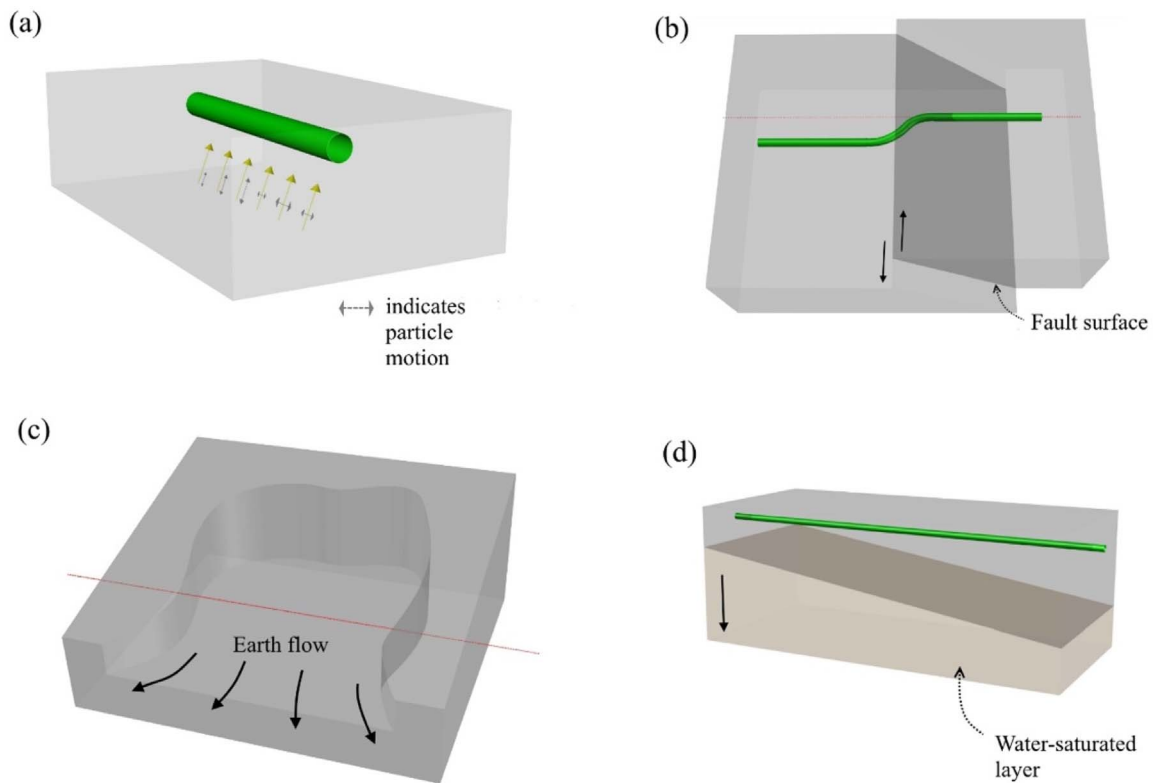 (a)
indicates
particle
motion
(b)
Fault surface
(c)
Earth flow
(d)
Water-saturated
layer